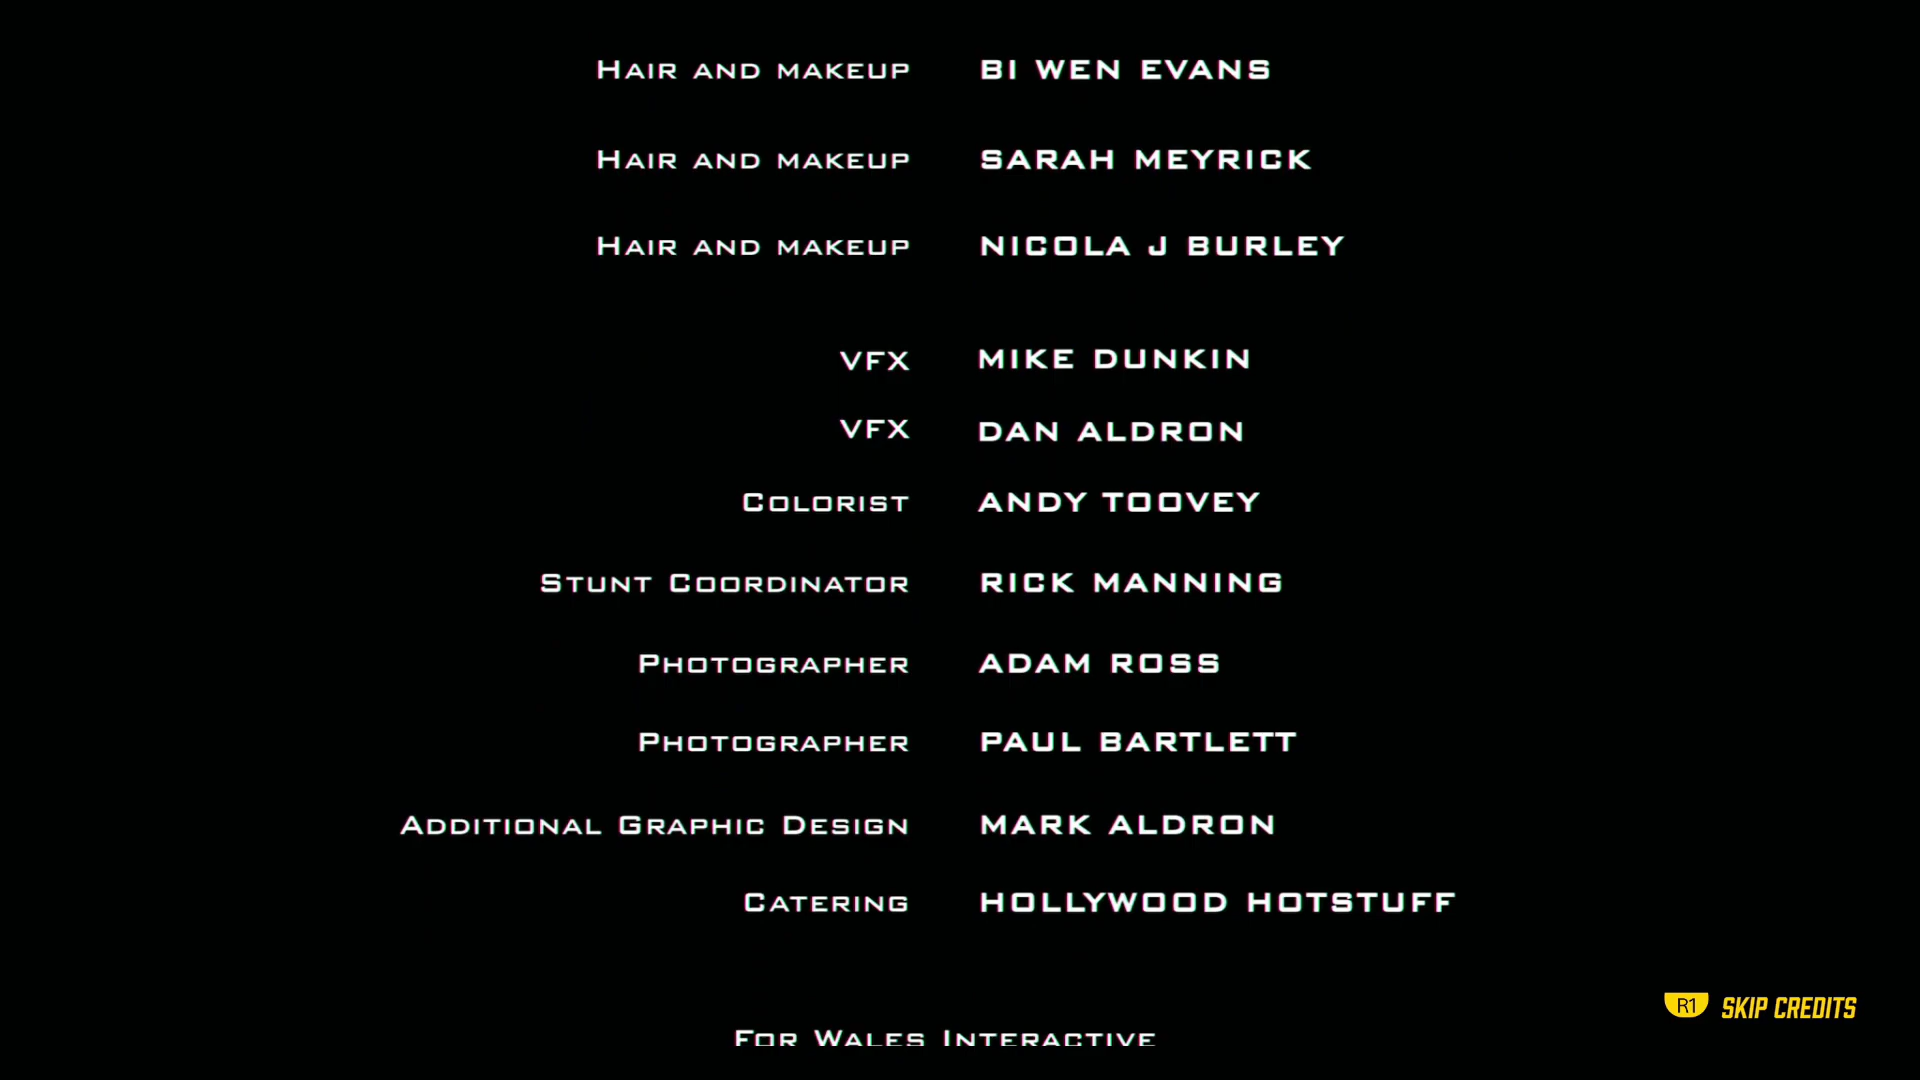 Hair and makeup BI WEN EVANS
Hair and makeup SARAH MEYRICK
Hair and makeup NICOLA J BURLEY
VFX MIKE DUNKIN
VFX DAN ALDRON
Colorist ANDY TOOVEY
Stunt Coordinator RICK MANNING
Photographer ADAM ROSS
Photographer PAUL BARTLETT
Additional Graphic Design MARK ALDRON
Catering HOLLYWOOD HOTSTUFF
R1 SKIP CREDITS
For Wales Interactive